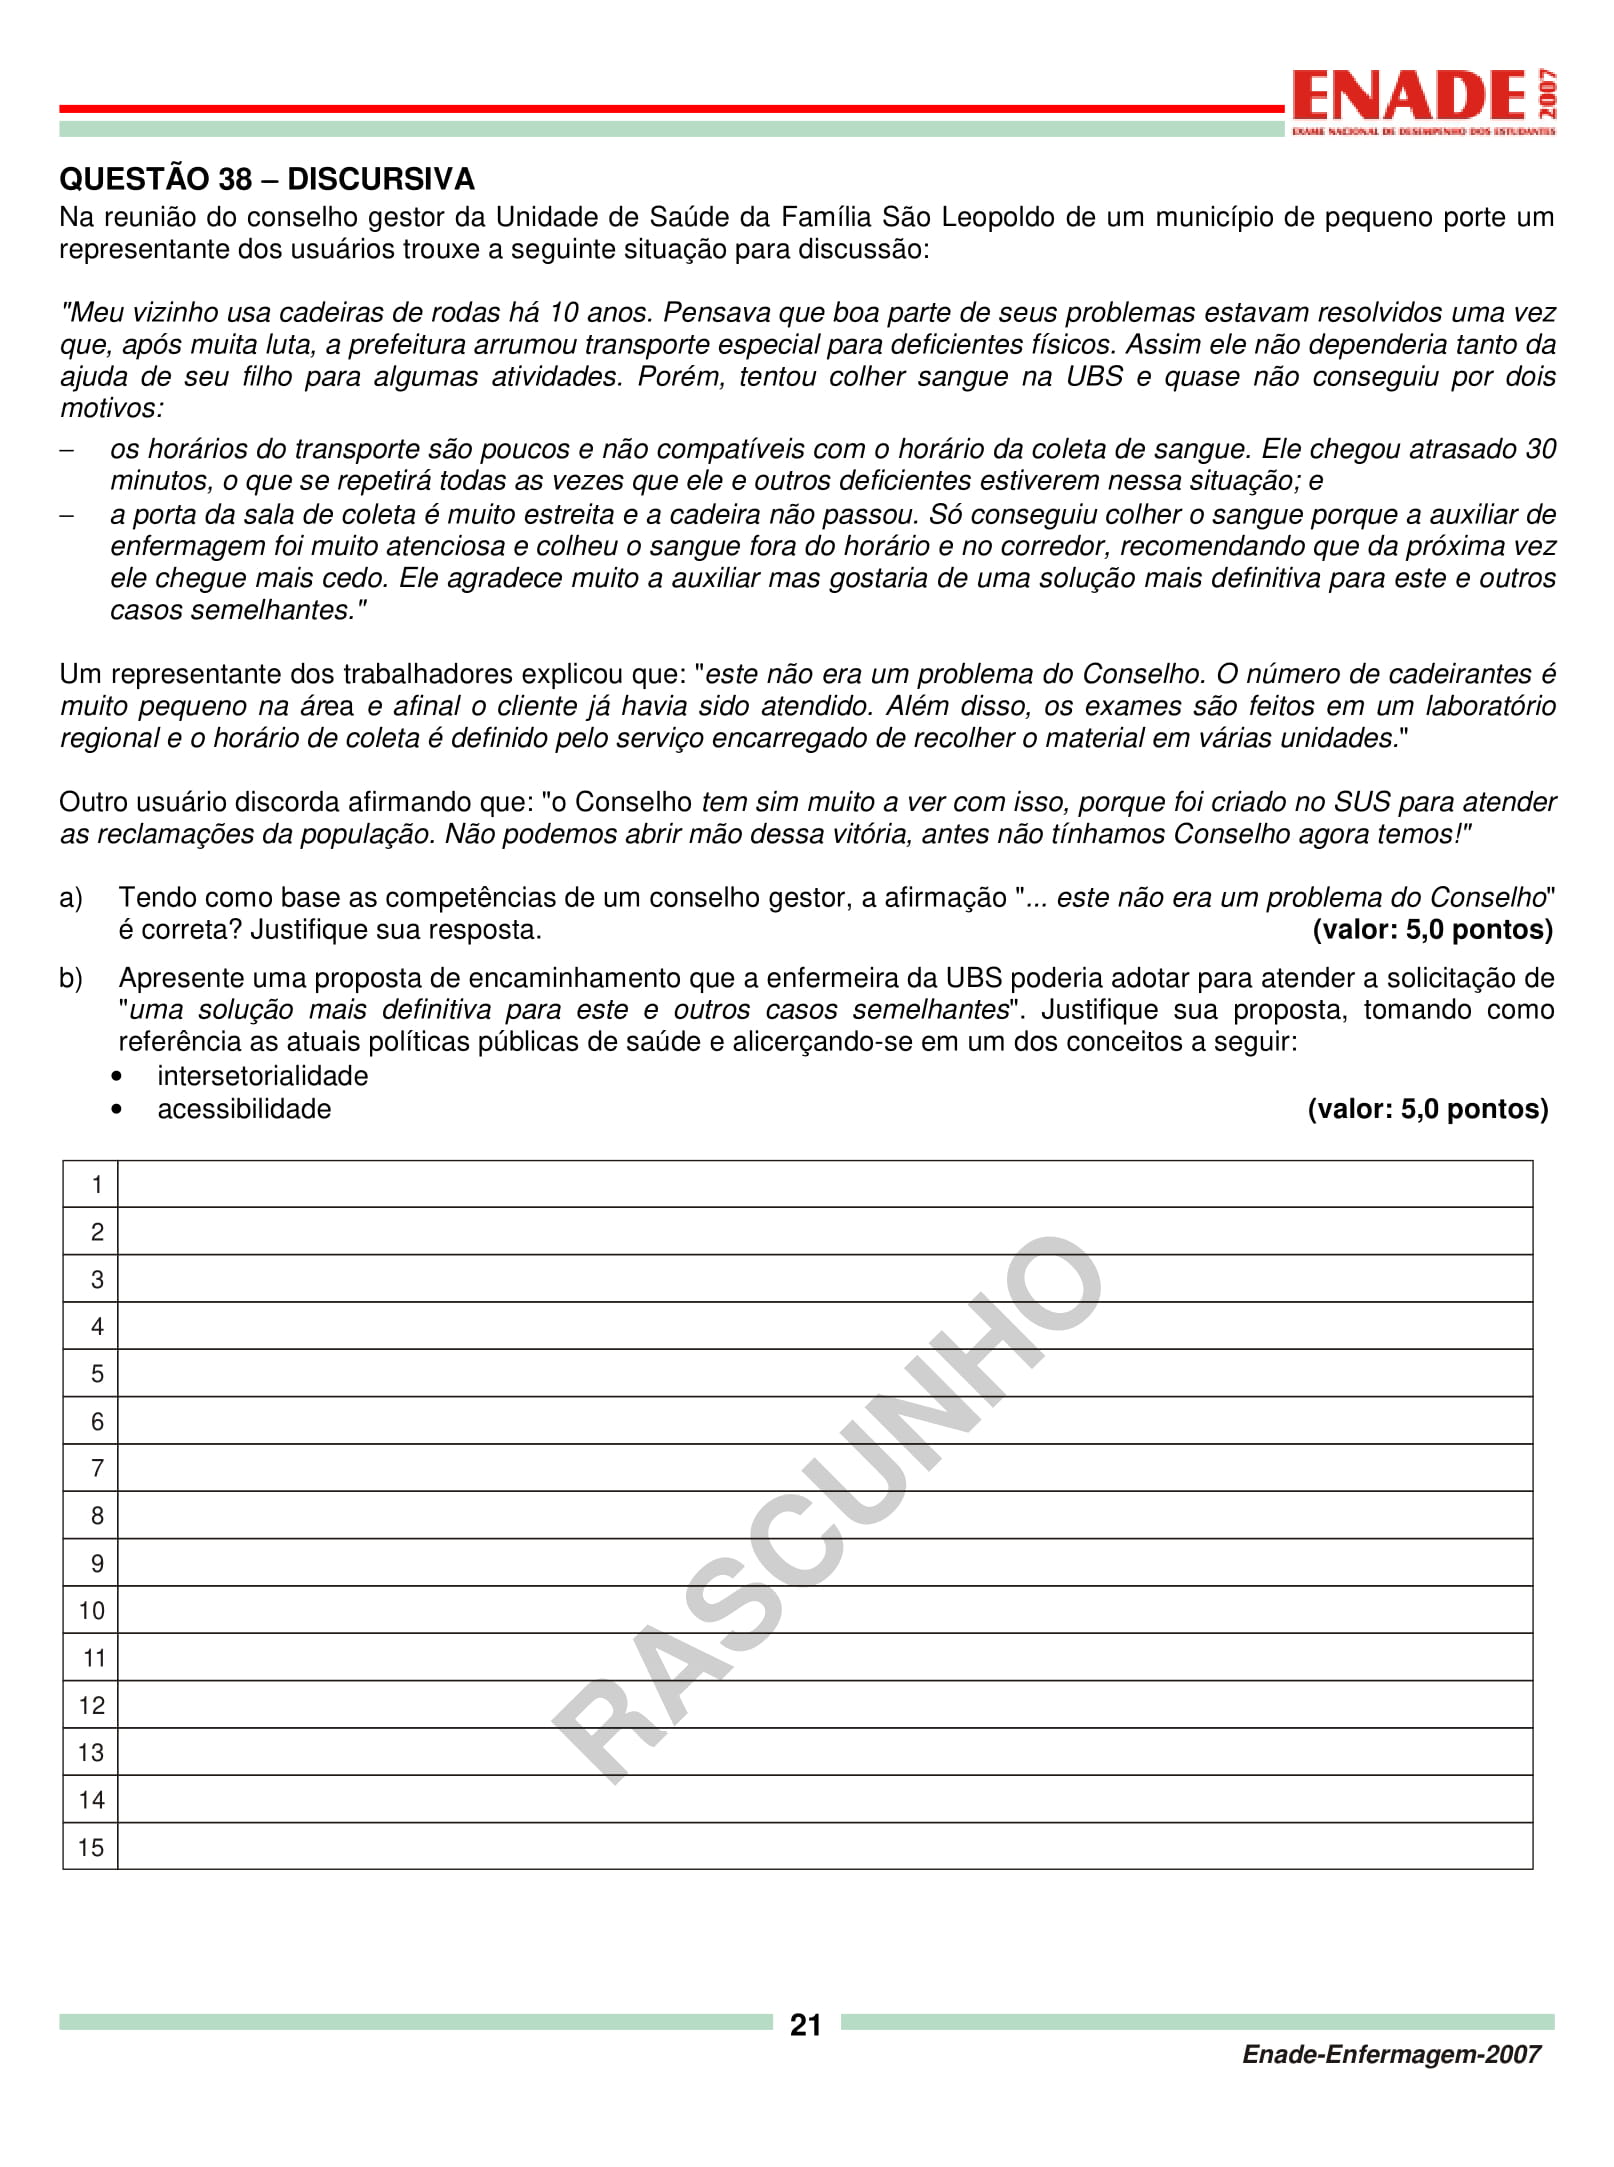 ENADE 2007
EXAME NACIONAL DE DESEMPENHO DOS ESTUDANTES
QUESTÃO 38 – DISCURSIVA
Na reunião do conselho gestor da Unidade de Saúde da Família São Leopoldo de um município de pequeno porte um
representante dos usuários trouxe a seguinte situação para discussão:
"Meu vizinho usa cadeiras de rodas há 10 anos. Pensava que boa parte de seus problemas estavam resolvidos uma vez
que, após muita luta, a prefeitura arrumou transporte especial para deficientes físicos. Assim ele não dependeria tanto da
ajuda de seu filho para algumas atividades. Porém, tentou colher sangue na UBS e quase não conseguiu por dois
motivos:
– os horários do transporte são poucos e não compatíveis com o horário da coleta de sangue. Ele chegou atrasado 30
minutos, o que se repetirá todas as vezes que ele e outros deficientes estiverem nessa situação; e
– a porta da sala de coleta é muito estreita e a cadeira não passou. Só conseguiu colher o sangue porque a auxiliar de
enfermagem foi muito atenciosa e colheu o sangue fora do horário e no corredor, recomendando que da próxima vez
ele chegue mais cedo. Ele agradece muito a auxiliar mas gostaria de uma solução mais definitiva para este e outros
casos semelhantes."
Um representante dos trabalhadores explicou que: "este não era um problema do Conselho. O número de cadeirantes é
muito pequeno na área e afinal o cliente já havia sido atendido. Além disso, os exames são feitos em um laboratório
regional e o horário de coleta é definido pelo serviço encarregado de recolher o material em várias unidades."
Outro usuário discorda afirmando que: "o Conselho tem sim muito a ver com isso, porque foi criado no SUS para atender
as reclamações da população. Não podemos abrir mão dessa vitória, antes não tínhamos Conselho agora temos!"
a) Tendo como base as competências de um conselho gestor, a afirmação "... este não era um problema do Conselho"
é correta? Justifique sua resposta. (valor: 5,0 pontos)
b) Apresente uma proposta de encaminhamento que a enfermeira da UBS poderia adotar para atender a solicitação de
"uma solução mais definitiva para este e outros casos semelhantes". Justifique sua proposta, tomando como
referência as atuais políticas públicas de saúde e alicerçando-se em um dos conceitos a seguir:
• intersetorialidade
• acessibilidade (valor: 5,0 pontos)
1
2
3
4
5
6
7
8
9
10
11
12
13
14
15
RASCUNHO
21
Enade-Enfermagem-2007